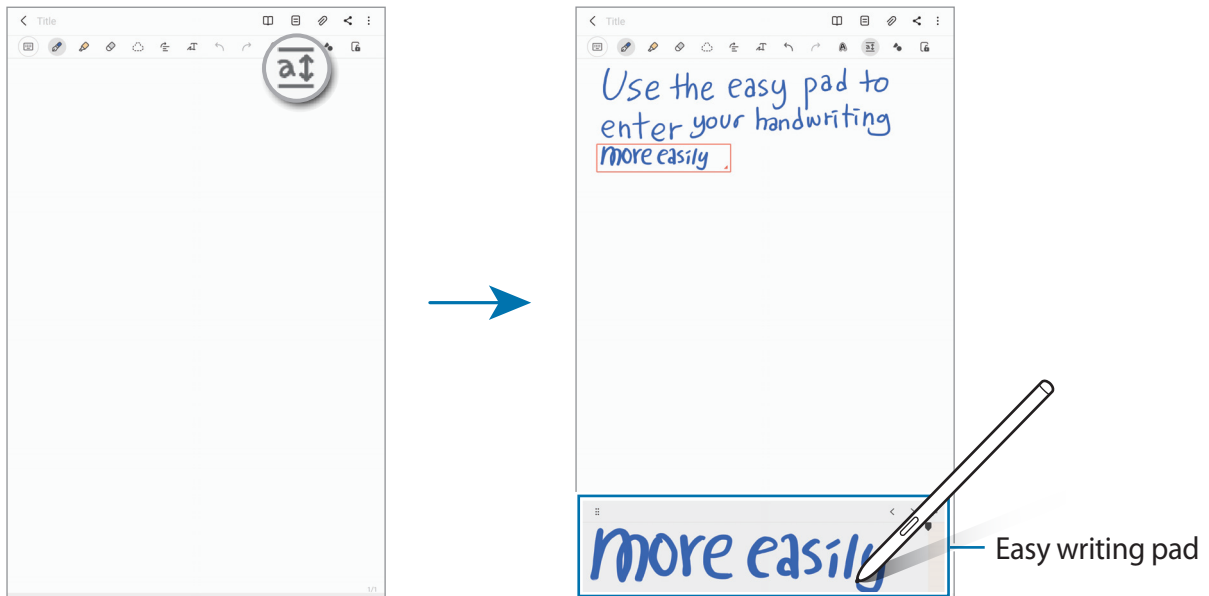 Title
1/1
Title
Use the easy pad to
enter your handwriting
more easily
more easily
Easy writing pad